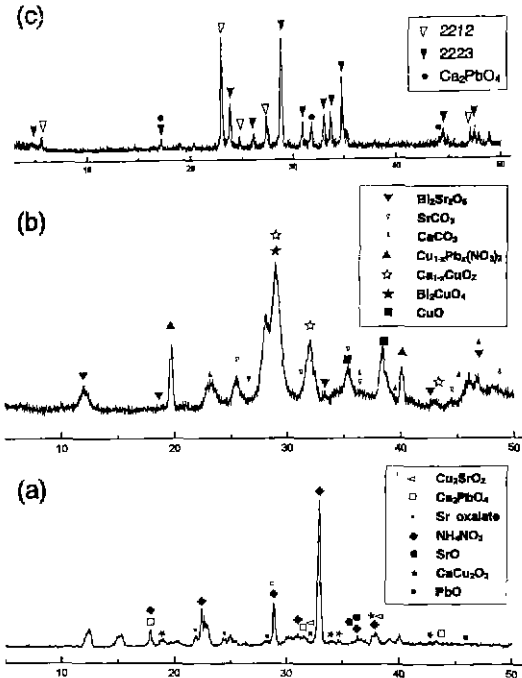 (c)
2212
2223
Ca₂PbO₄
10 20 30 40 50
(b)
Bi₂Sr₂O₅
SrCO₃
CaCO₃
Cu₁₋ₓPbₓ(NO₃)₂
Ca₁₋ₓCuO₂
Bi₂CuO₄
CuO
10 20 30 40 50
(a)
Ca₂PbO₄
Sr oxalate
NH₄NO₃
SrO
CaCu₂O₃
PbO
10 20 30 40 50